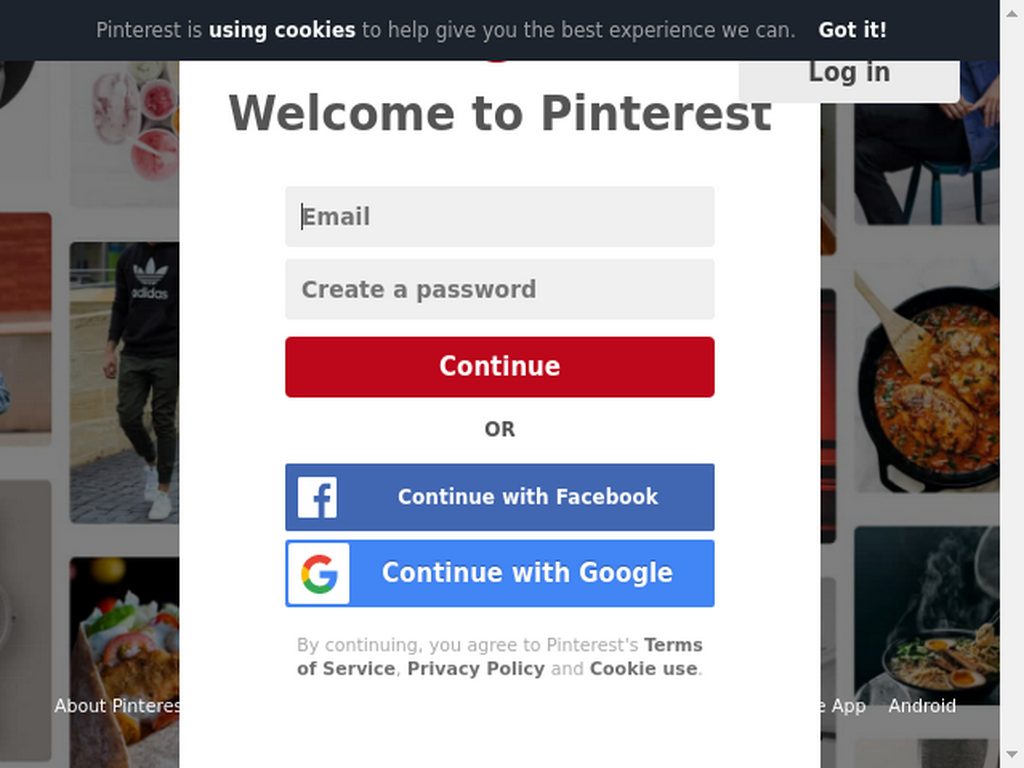 Pinterest is using cookies to help give you the best experience we can. Got it!
Log in
Welcome to Pinterest
Email
Create a password
Continue
OR
Continue with Facebook
Continue with Google
By continuing, you agree to Pinterest's Terms
of Service, Privacy Policy and Cookie use.
adidas
About Pinteres
e App Android